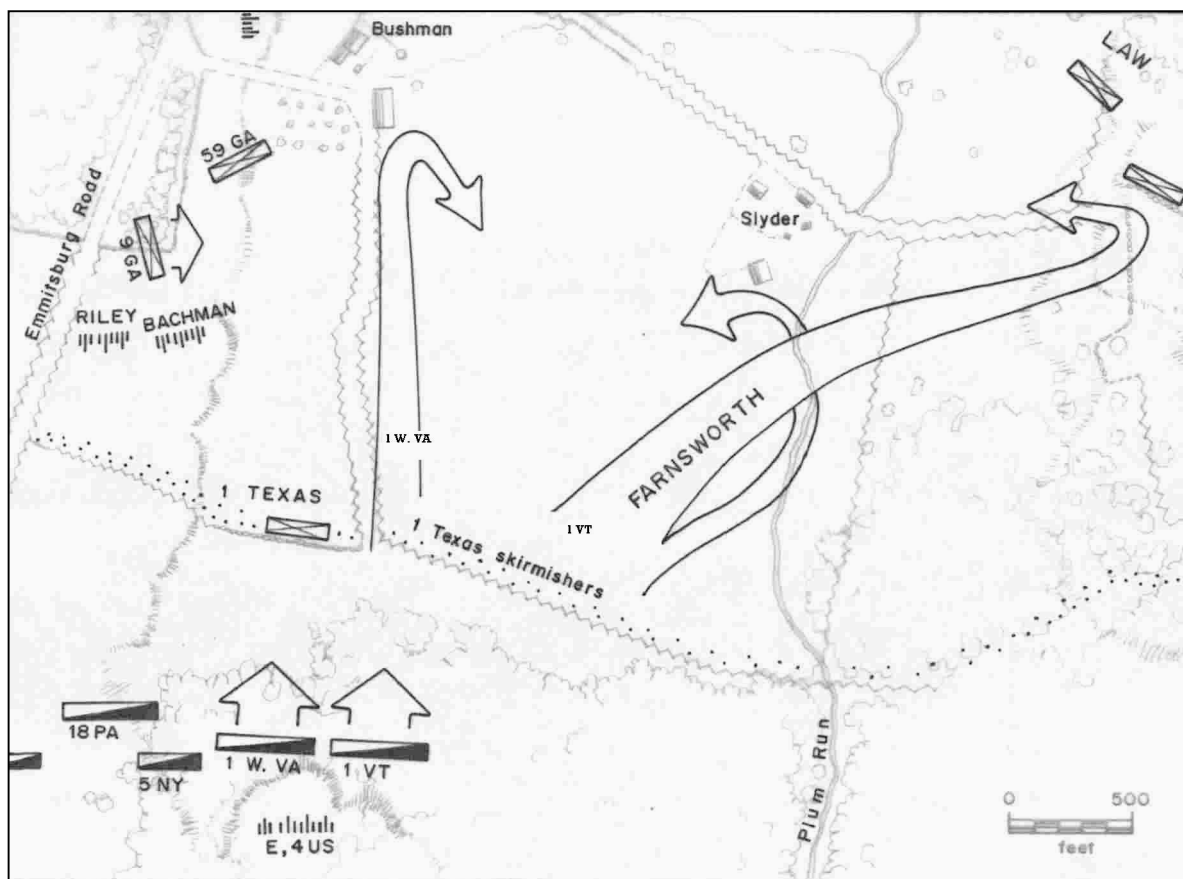 Bushman
LAW
59 GA
Emmitsburg Road
9 GA
Slyder
RILEY
BACHMAN
FARNSWORTH
1 W. VA
1 TEXAS
1 VT
1 Texas skirmishers
18 PA
5 NY
1 W. VA
1 VT
Plum Run
E, 4 US
0 500
feet